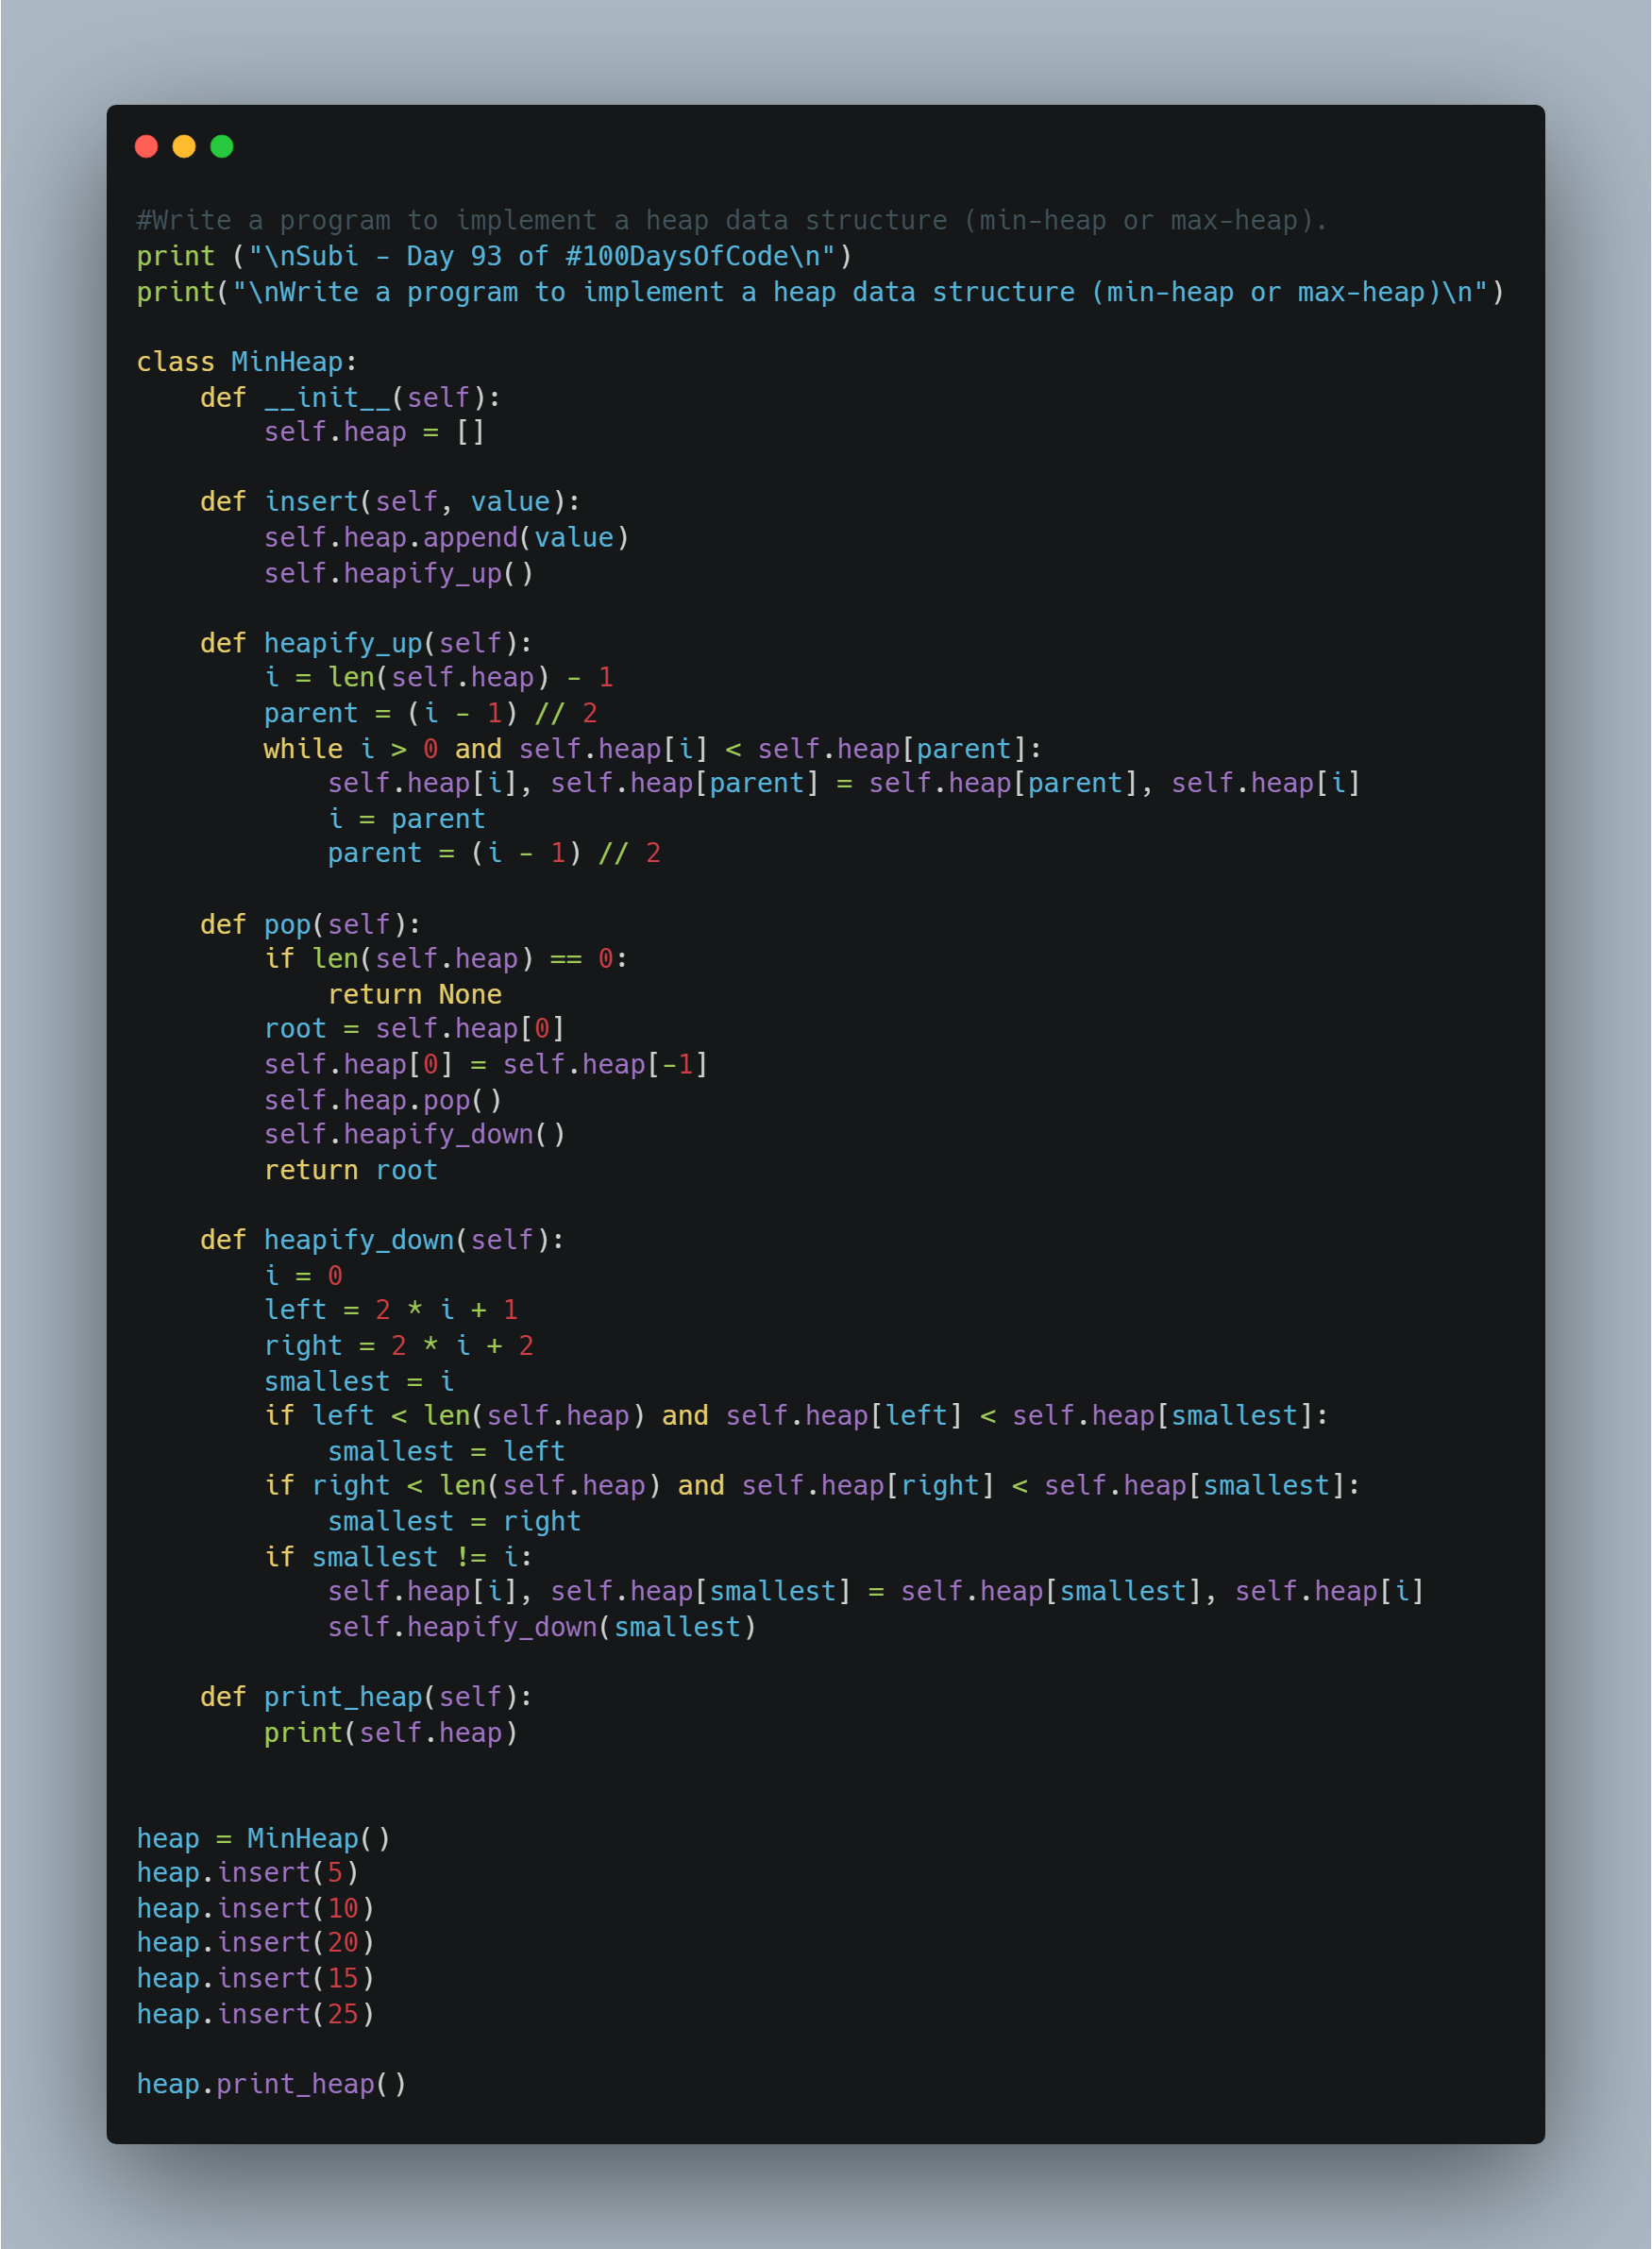 #Write a program to implement a heap data structure (min-heap or max-heap).
print ("\nSubi - Day 93 of #100DaysOfCode\n")
print("\nWrite a program to implement a heap data structure (min-heap or max-heap)\n")

class MinHeap:
    def __init__(self):
        self.heap = []

    def insert(self, value):
        self.heap.append(value)
        self.heapify_up()

    def heapify_up(self):
        i = len(self.heap) - 1
        parent = (i - 1) // 2
        while i > 0 and self.heap[i] < self.heap[parent]:
            self.heap[i], self.heap[parent] = self.heap[parent], self.heap[i]
            i = parent
            parent = (i - 1) // 2

    def pop(self):
        if len(self.heap) == 0:
            return None
        root = self.heap[0]
        self.heap[0] = self.heap[-1]
        self.heap.pop()
        self.heapify_down()
        return root

    def heapify_down(self):
        i = 0
        left = 2 * i + 1
        right = 2 * i + 2
        smallest = i
        if left < len(self.heap) and self.heap[left] < self.heap[smallest]:
            smallest = left
        if right < len(self.heap) and self.heap[right] < self.heap[smallest]:
            smallest = right
        if smallest != i:
            self.heap[i], self.heap[smallest] = self.heap[smallest], self.heap[i]
            self.heapify_down(smallest)

    def print_heap(self):
        print(self.heap)


heap = MinHeap()
heap.insert(5)
heap.insert(10)
heap.insert(20)
heap.insert(15)
heap.insert(25)

heap.print_heap()